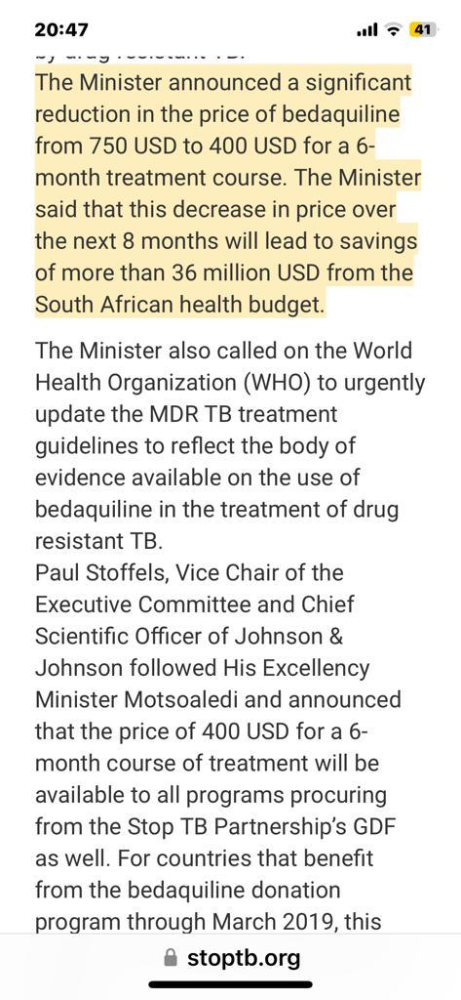 20:47
41
by drug resistant TB.
The Minister announced a significant
reduction in the price of bedaquiline
from 750 USD to 400 USD for a 6-
month treatment course. The Minister
said that this decrease in price over
the next 8 months will lead to savings
of more than 36 million USD from the
South African health budget.
The Minister also called on the World
Health Organization (WHO) to urgently
update the MDR TB treatment
guidelines to reflect the body of
evidence available on the use of
bedaquiline in the treatment of drug
resistant TB.
Paul Stoffels, Vice Chair of the
Executive Committee and Chief
Scientific Officer of Johnson &
Johnson followed His Excellency
Minister Motsoaledi and announced
that the price of 400 USD for a 6-
month course of treatment will be
available to all programs procuring
from the Stop TB Partnership’s GDF
as well. For countries that benefit
from the bedaquiline donation
program through March 2019, this
stoptb.org